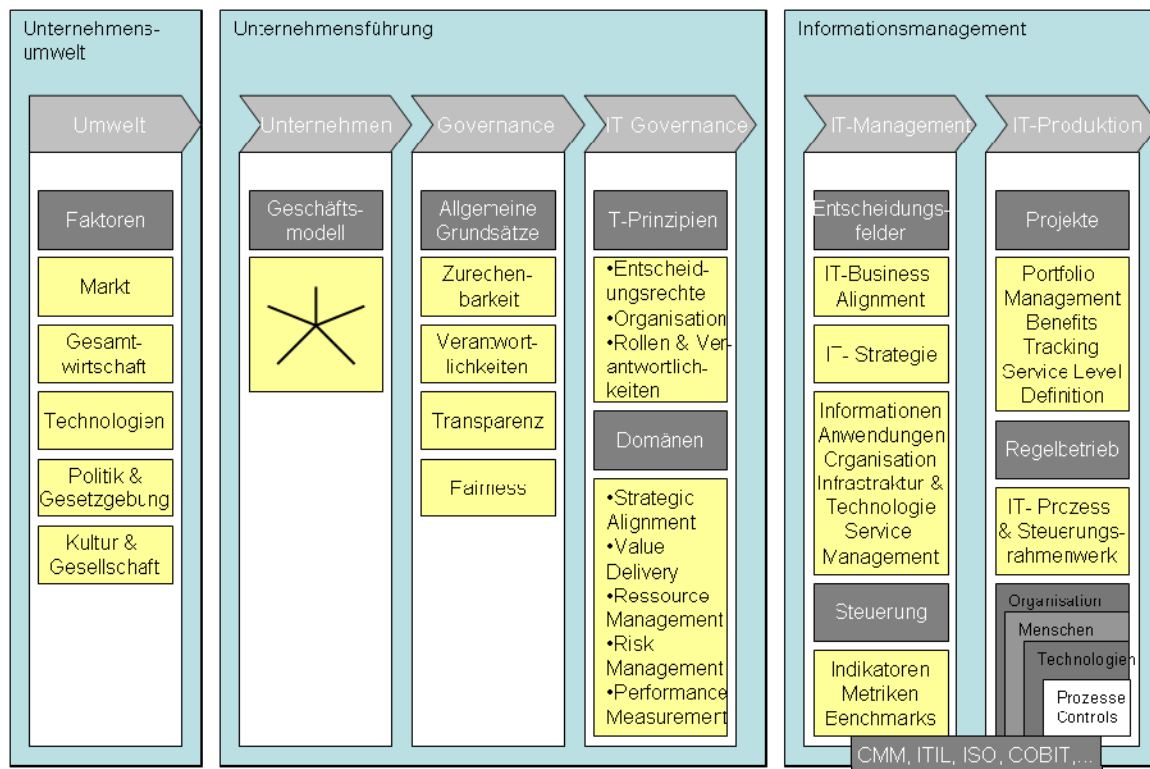 Unternehmens-
umwelt
Umwelt
Faktoren
Markt
Gesamt-
wirtschaft
Technologien
Politik &
Gesetzgebung
Kultur &
Gesellschaft
Unternehmensführung
Unternehmen
Geschäfts-
modell
Governance
Allgemeine
Grundsätze
Zurechen-
barkeit
Verantwort-
lichkeiten
Transparenz
Fairness
IT Governance
T-Prinzipien
•Entscheid-
ungsrechte
•Organisation
•Rollen & Ver-
antwortlich-
keiten
Domänen
•Strategic
Alignment
•Value
Delivery
•Ressource
Management
•Risk
Management
•Performance
Measurement
Informationsmanagement
IT-Management
Entscheidungs-
felder
IT-Business
Alignment
IT- Strategie
Informationen
Anwendungen
Organisation
Infrastraktur &
Technologie
Service
Management
Steuerung
Indikatoren
Metriken
Benchmarks
IT-Produktion
Projekte
Portfolio
Management
Benefits
Tracking
Service Level
Definition
Regelbetrieb
IT- Prozess
& Steuerungs-
rahmenwerk
Organisation
Menschen
Technologien
Prozesse
Controls
CMM, ITIL, ISO, COBIT,...